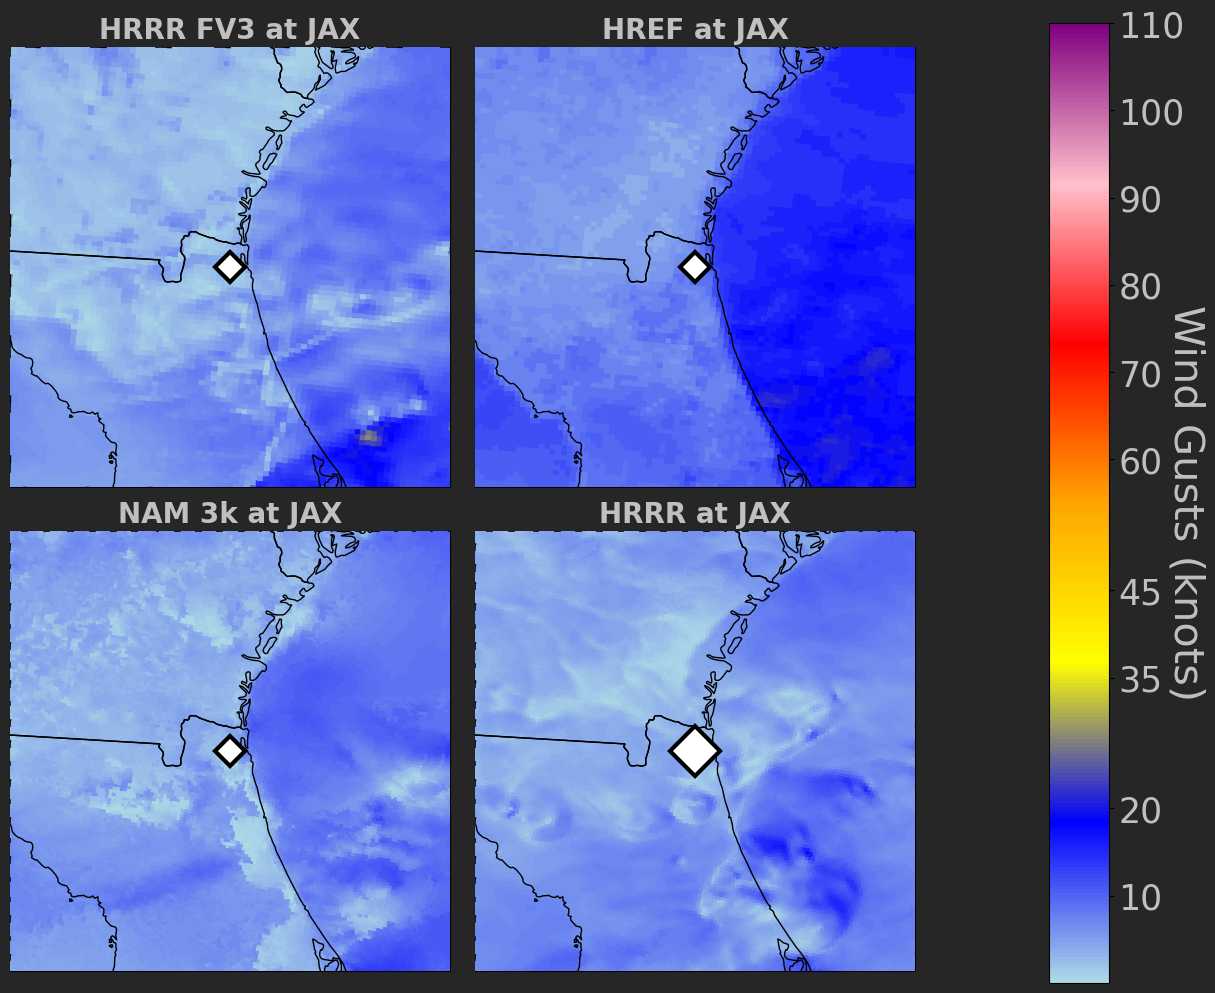 HRRR FV3 at JAX
HREF at JAX
NAM 3k at JAX
HRRR at JAX
110
100
90
80
70
60
45
35
20
10
Wind Gusts (knots)